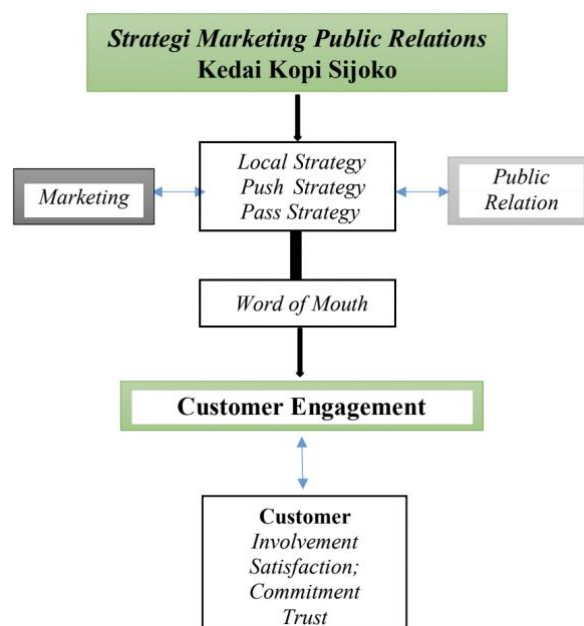 Strategi Marketing Public Relations
Kedai Kopi Sijoko
Local Strategy
Push Strategy
Pass Strategy
Marketing
Public
Relation
Word of Mouth
Customer Engagement
Customer
Involvement
Satisfaction;
Commitment
Trust